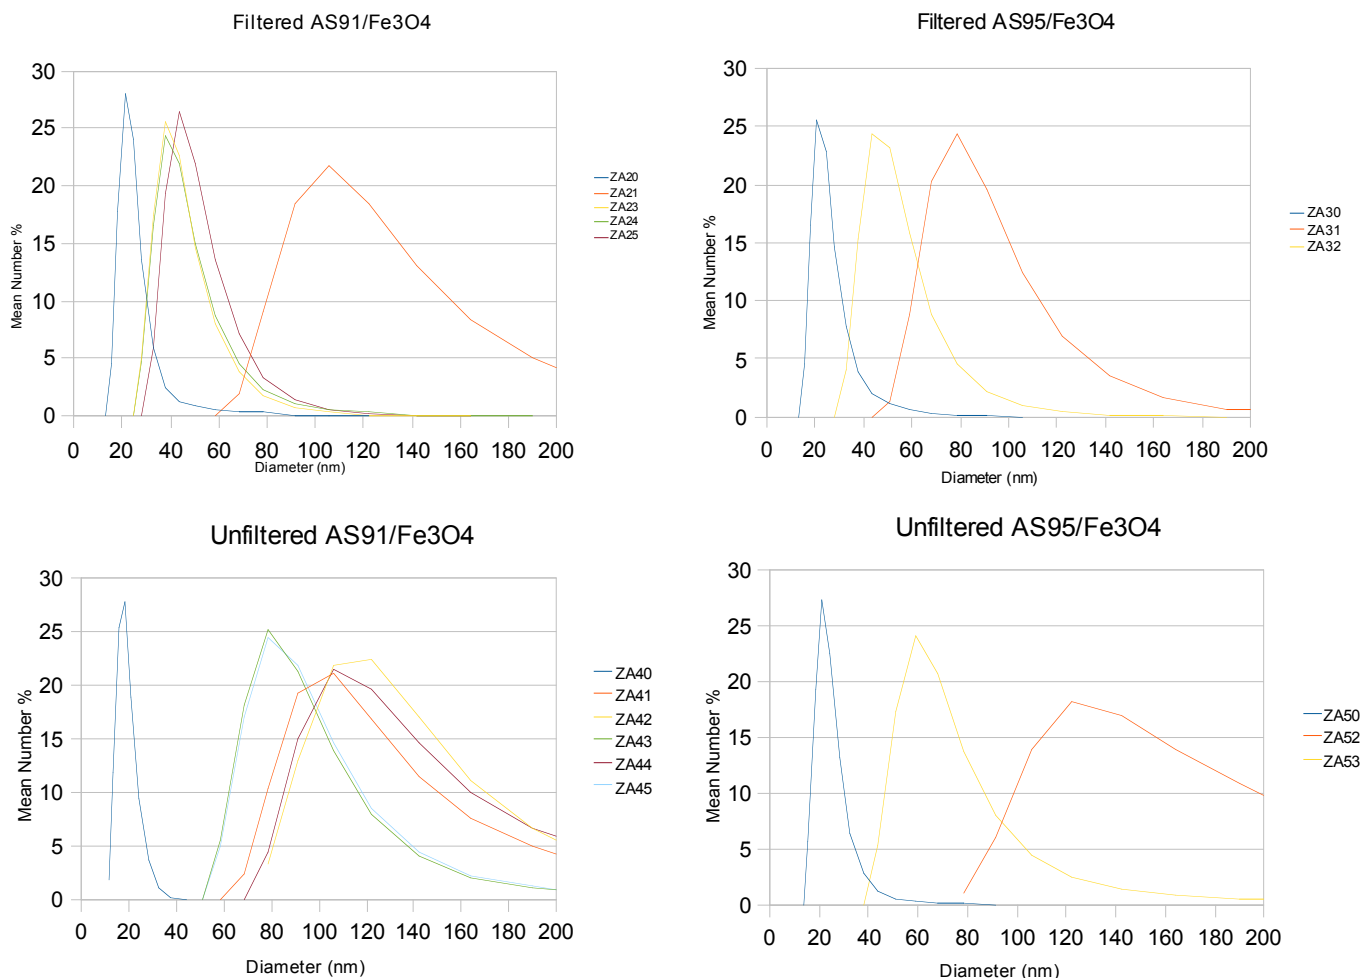 Filtered AS91/Fe3O4
30
25
20
15
10
5
0
Mean Number %
0 20 40 60 80 100 120 140 160 180 200
Diameter (nm)
ZA20
ZA21
ZA23
ZA24
ZA25
Filtered AS95/Fe3O4
30
25
20
15
10
5
0
Mean Number %
0 20 40 60 80 100 120 140 160 180 200
Diameter (nm)
ZA30
ZA31
ZA32
Unfiltered AS91/Fe3O4
30
25
20
15
10
5
0
Mean Number %
0 20 40 60 80 100 120 140 160 180 200
Diameter (nm)
ZA40
ZA41
ZA42
ZA43
ZA44
ZA45
Unfiltered AS95/Fe3O4
30
25
20
15
10
5
0
Mean Number %
0 20 40 60 80 100 120 140 160 180 200
Diameter (nm)
ZA50
ZA52
ZA53